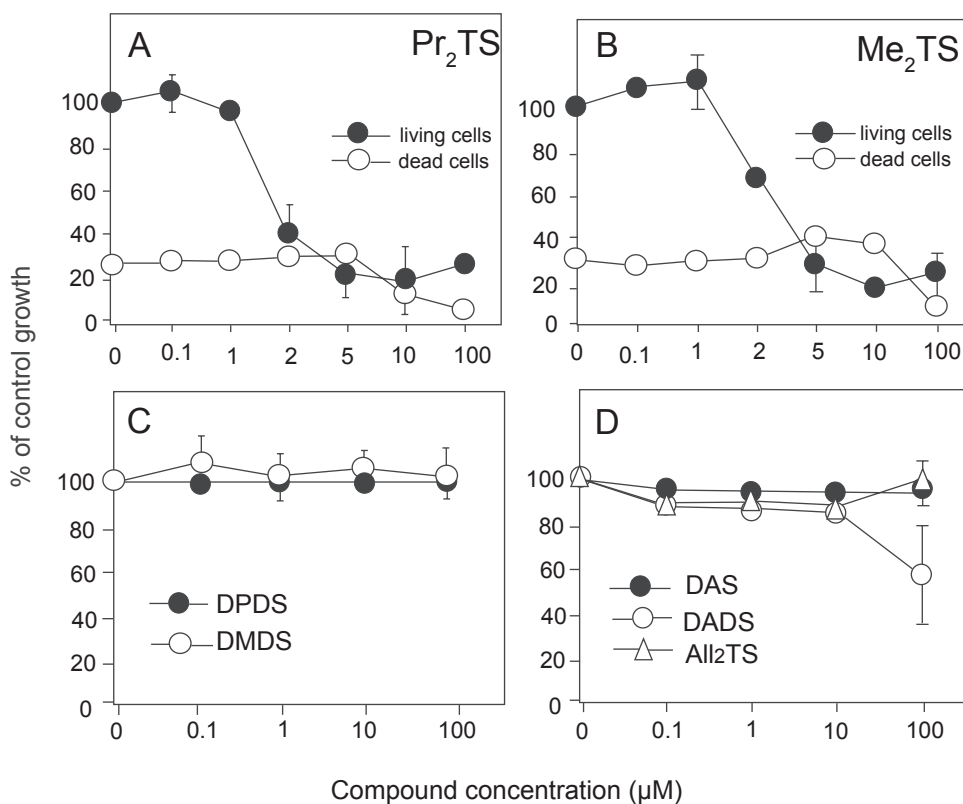 A
Pr2TS
100
80
60
40
20
0
living cells
dead cells
0 0.1 1 2 5 10 100
B
Me2TS
100
80
60
40
20
0
living cells
dead cells
0 0.1 1 2 5 10 100
% of control growth
C
100
80
60
40
20
0
DPDS
DMDS
0 0.1 1 10 100
D
100
80
60
40
20
0
DAS
DADS
All2TS
0 0.1 1 10 100
Compound concentration (µM)